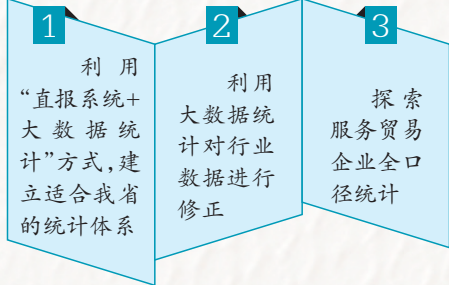 1
利用
“直报系统+
大数据统
计”方式,建
立适合我省
的统计体系
2
利用
大数据统
计对行业
数据进行
修正
3
探索
服务贸易
企业全口
径统计